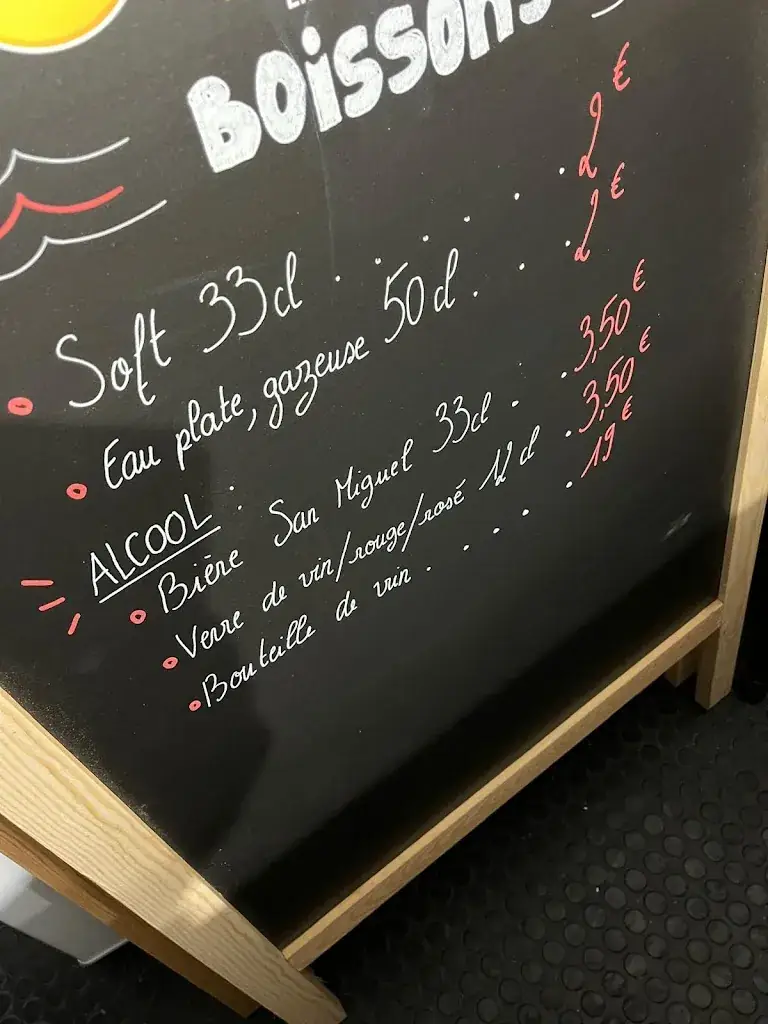 BOissons
Soft 33cl . . . . . . 2€
Eau plate, gazeuse 50cl . . . 2€
ALCOOL :
Bière San Miguel 33cl . . 3,50€
Verre de vin/rouge/rosé 12cl . 3,50€
Bouteille de vin . . . . . 19€